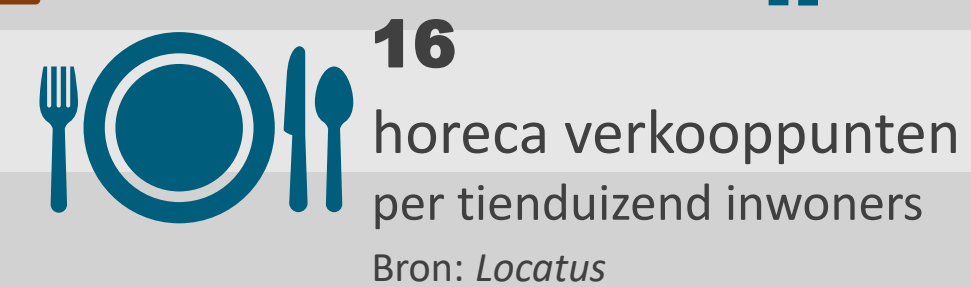 16
horeca verkooppunten
per tienduizend inwoners
Bron: Locatus